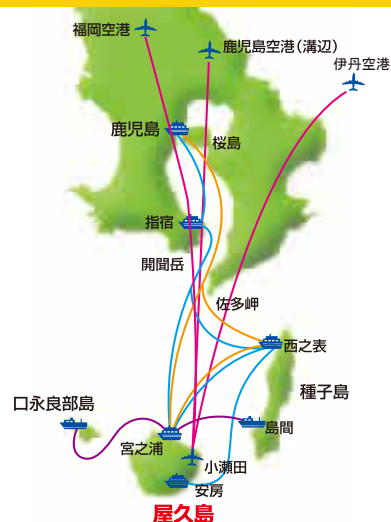 福岡空港
鹿児島空港（溝辺）
伊丹空港
鹿児島
桜島
指宿
開聞岳
佐多岬
西之表
種子島
口永良部島
島間
宮之浦
小瀬田
安房
屋久島